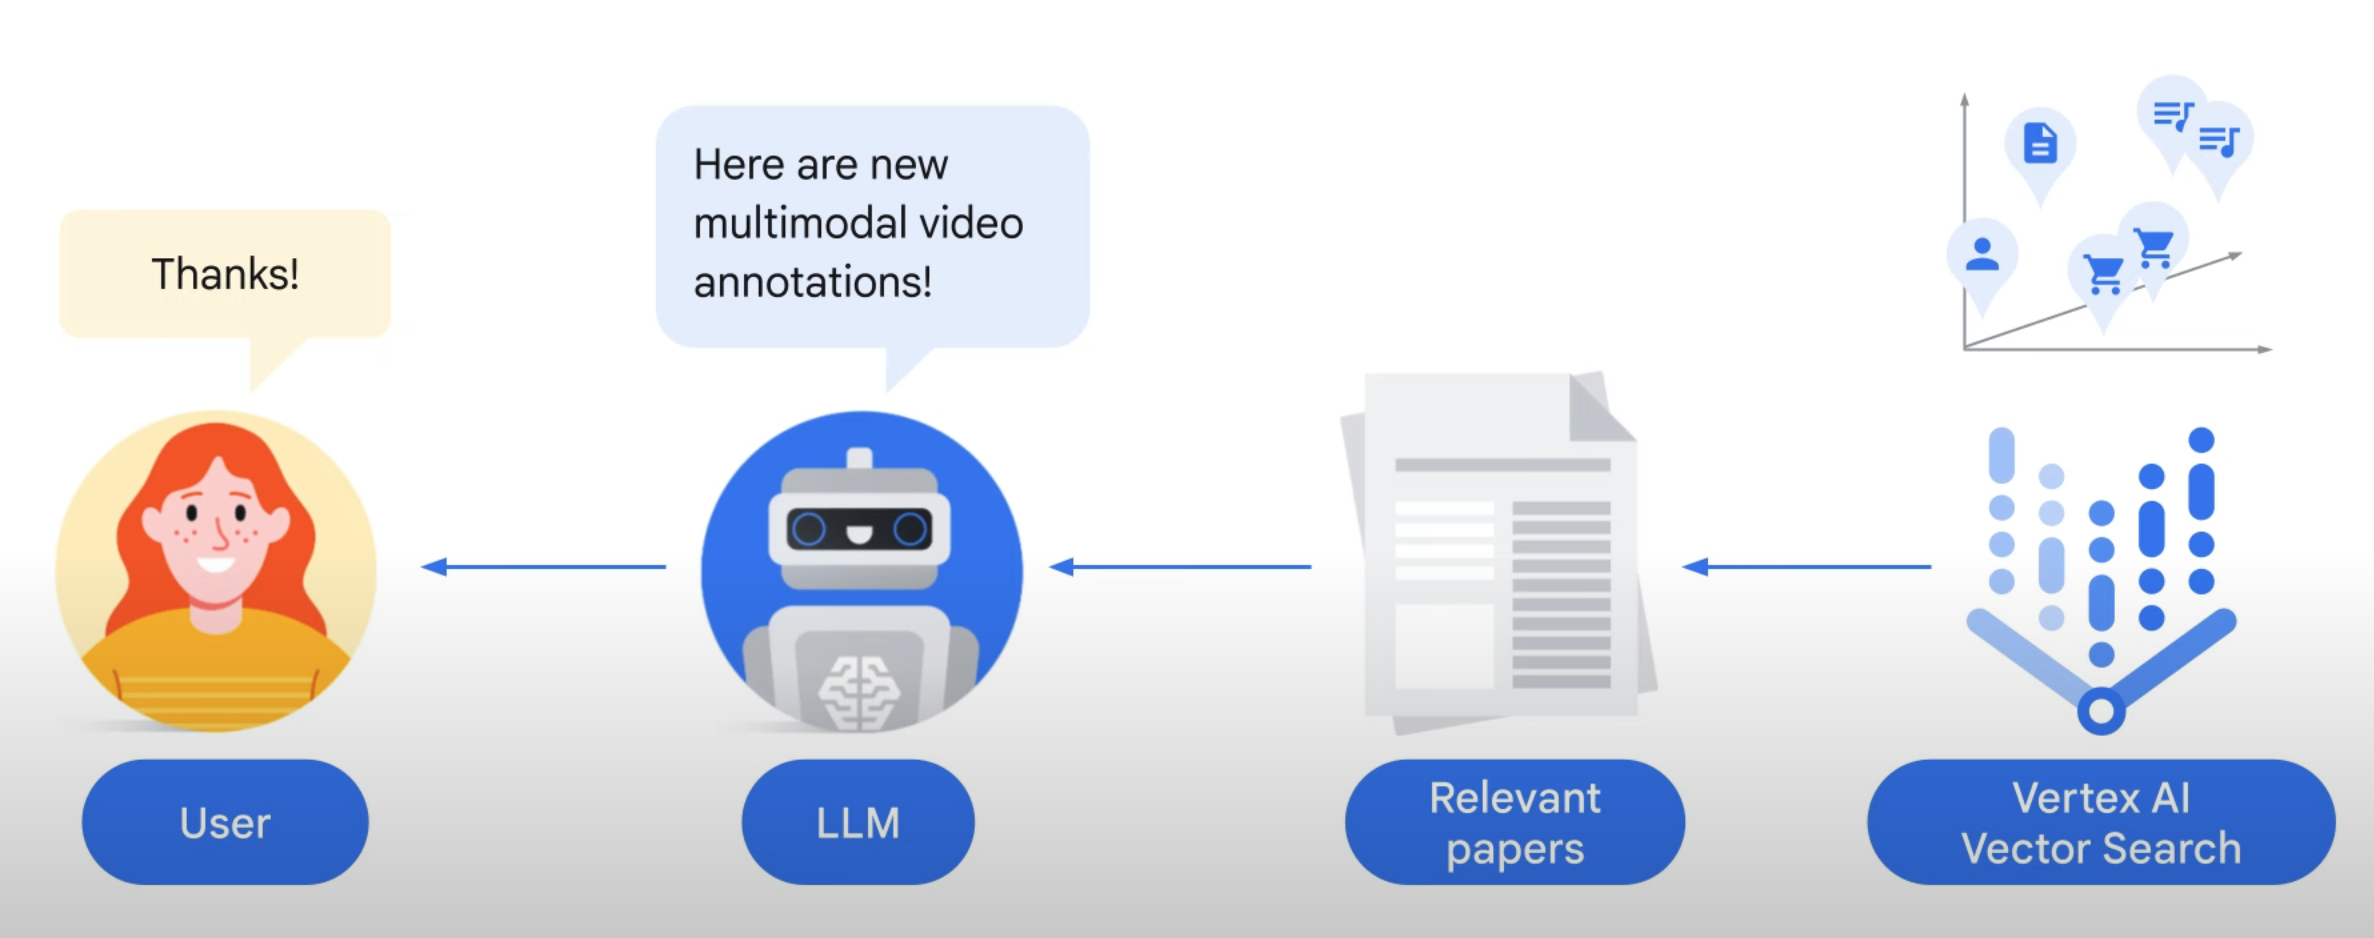 Thanks!
Here are new
multimodal video
annotations!
User
LLM
Relevant
papers
Vertex AI
Vector Search